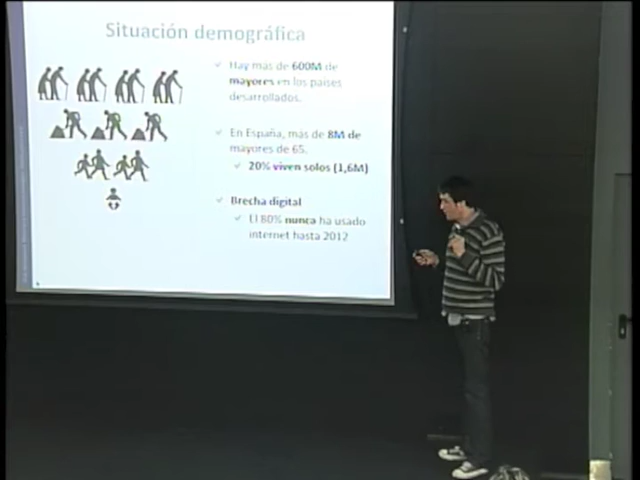 Situación demográfica
Hay más de 600M de
mayores en los países
desarrollados.
En España, más de 8M de
mayores de 65.
20% viven solos (1,6M)
Brecha digital
El 80% nunca ha usado
internet hasta 2012